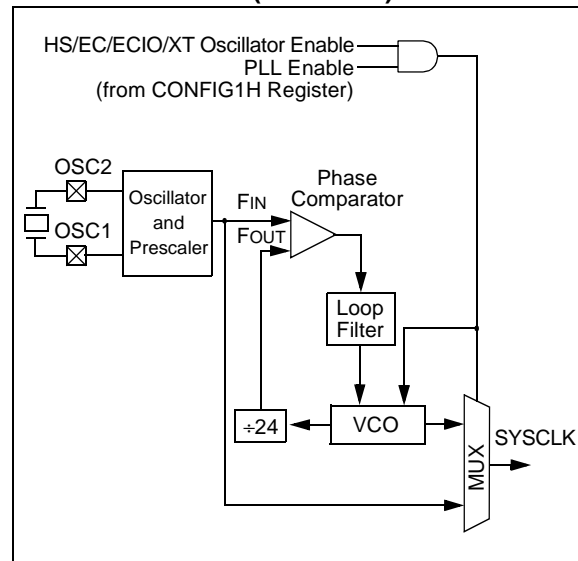 HS/EC/ECIO/XT Oscillator Enable
PLL Enable
(from CONFIG1H Register)
OSC2
OSC1
Oscillator
and
Prescaler
FIN
FOUT
Phase
Comparator
Loop
Filter
÷24
VCO
MUX
SYSCLK